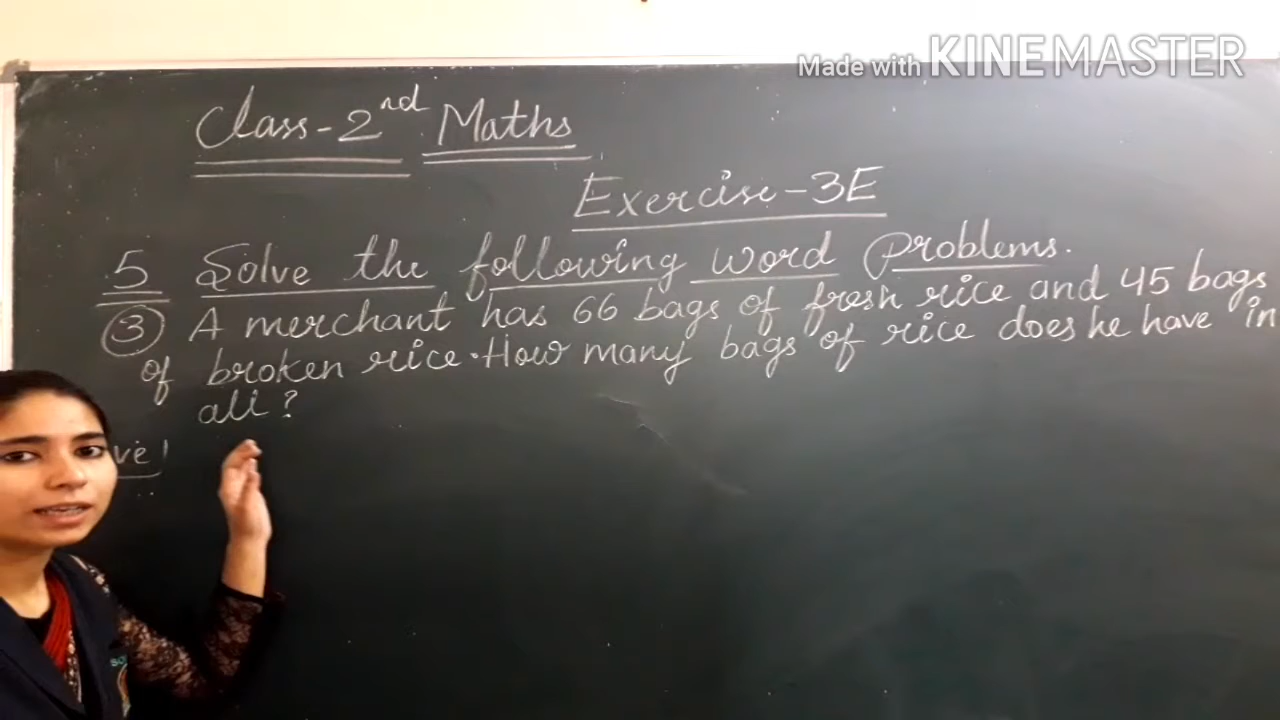 Made with KINEMASTER
Class-2nd Maths
Exercise-3E
5 Solve the following word problems.
3 A merchant has 66 bags of fresh rice and 45 bags
of broken rice. How many bags of rice does he have in
all?